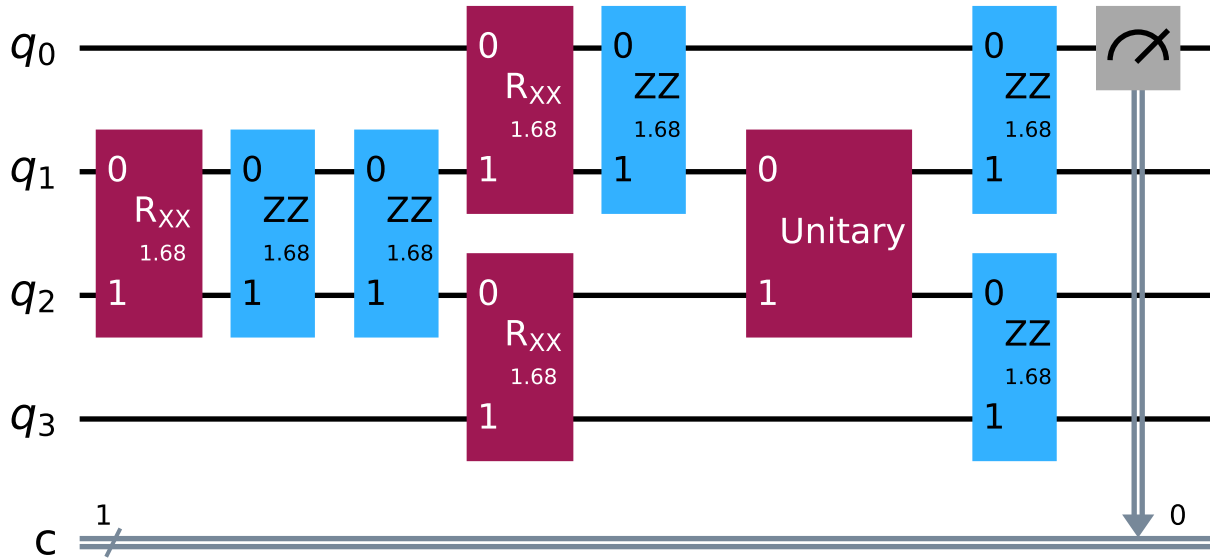 q0 0 0 0
RXX ZZ ZZ
1.68 1.68 1.68
q1 0 0 0 1 1 0 1
RXX ZZ ZZ Unitary
1.68 1.68 1.68
q2 1 1 1 0 1 0
RXX ZZ
1.68 1.68
q3 1 1
1 0
c